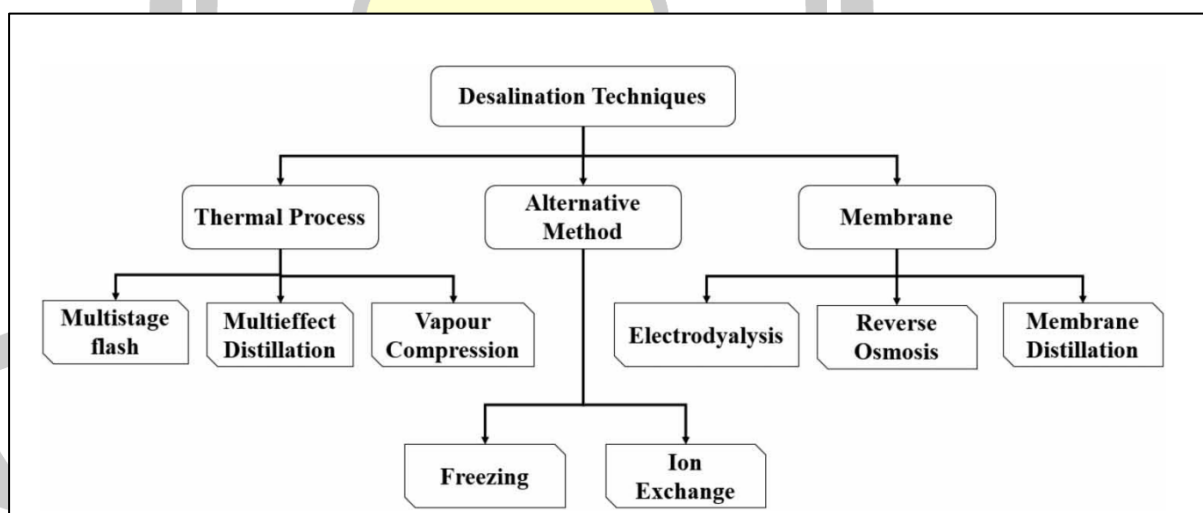 Desalination Techniques
Thermal Process
Alternative
Method
Membrane
Multistage
flash
Multieffect
Distillation
Vapour
Compression
Electrodyalysis
Reverse
Osmosis
Membrane
Distillation
Freezing
Ion
Exchange